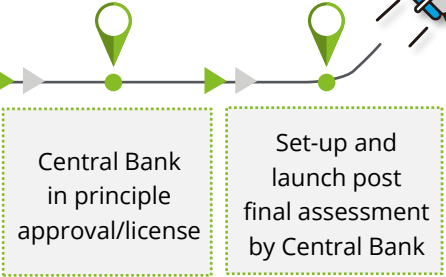 Central Bank
in principle
approval/license
Set-up and
launch post
final assessment
by Central Bank